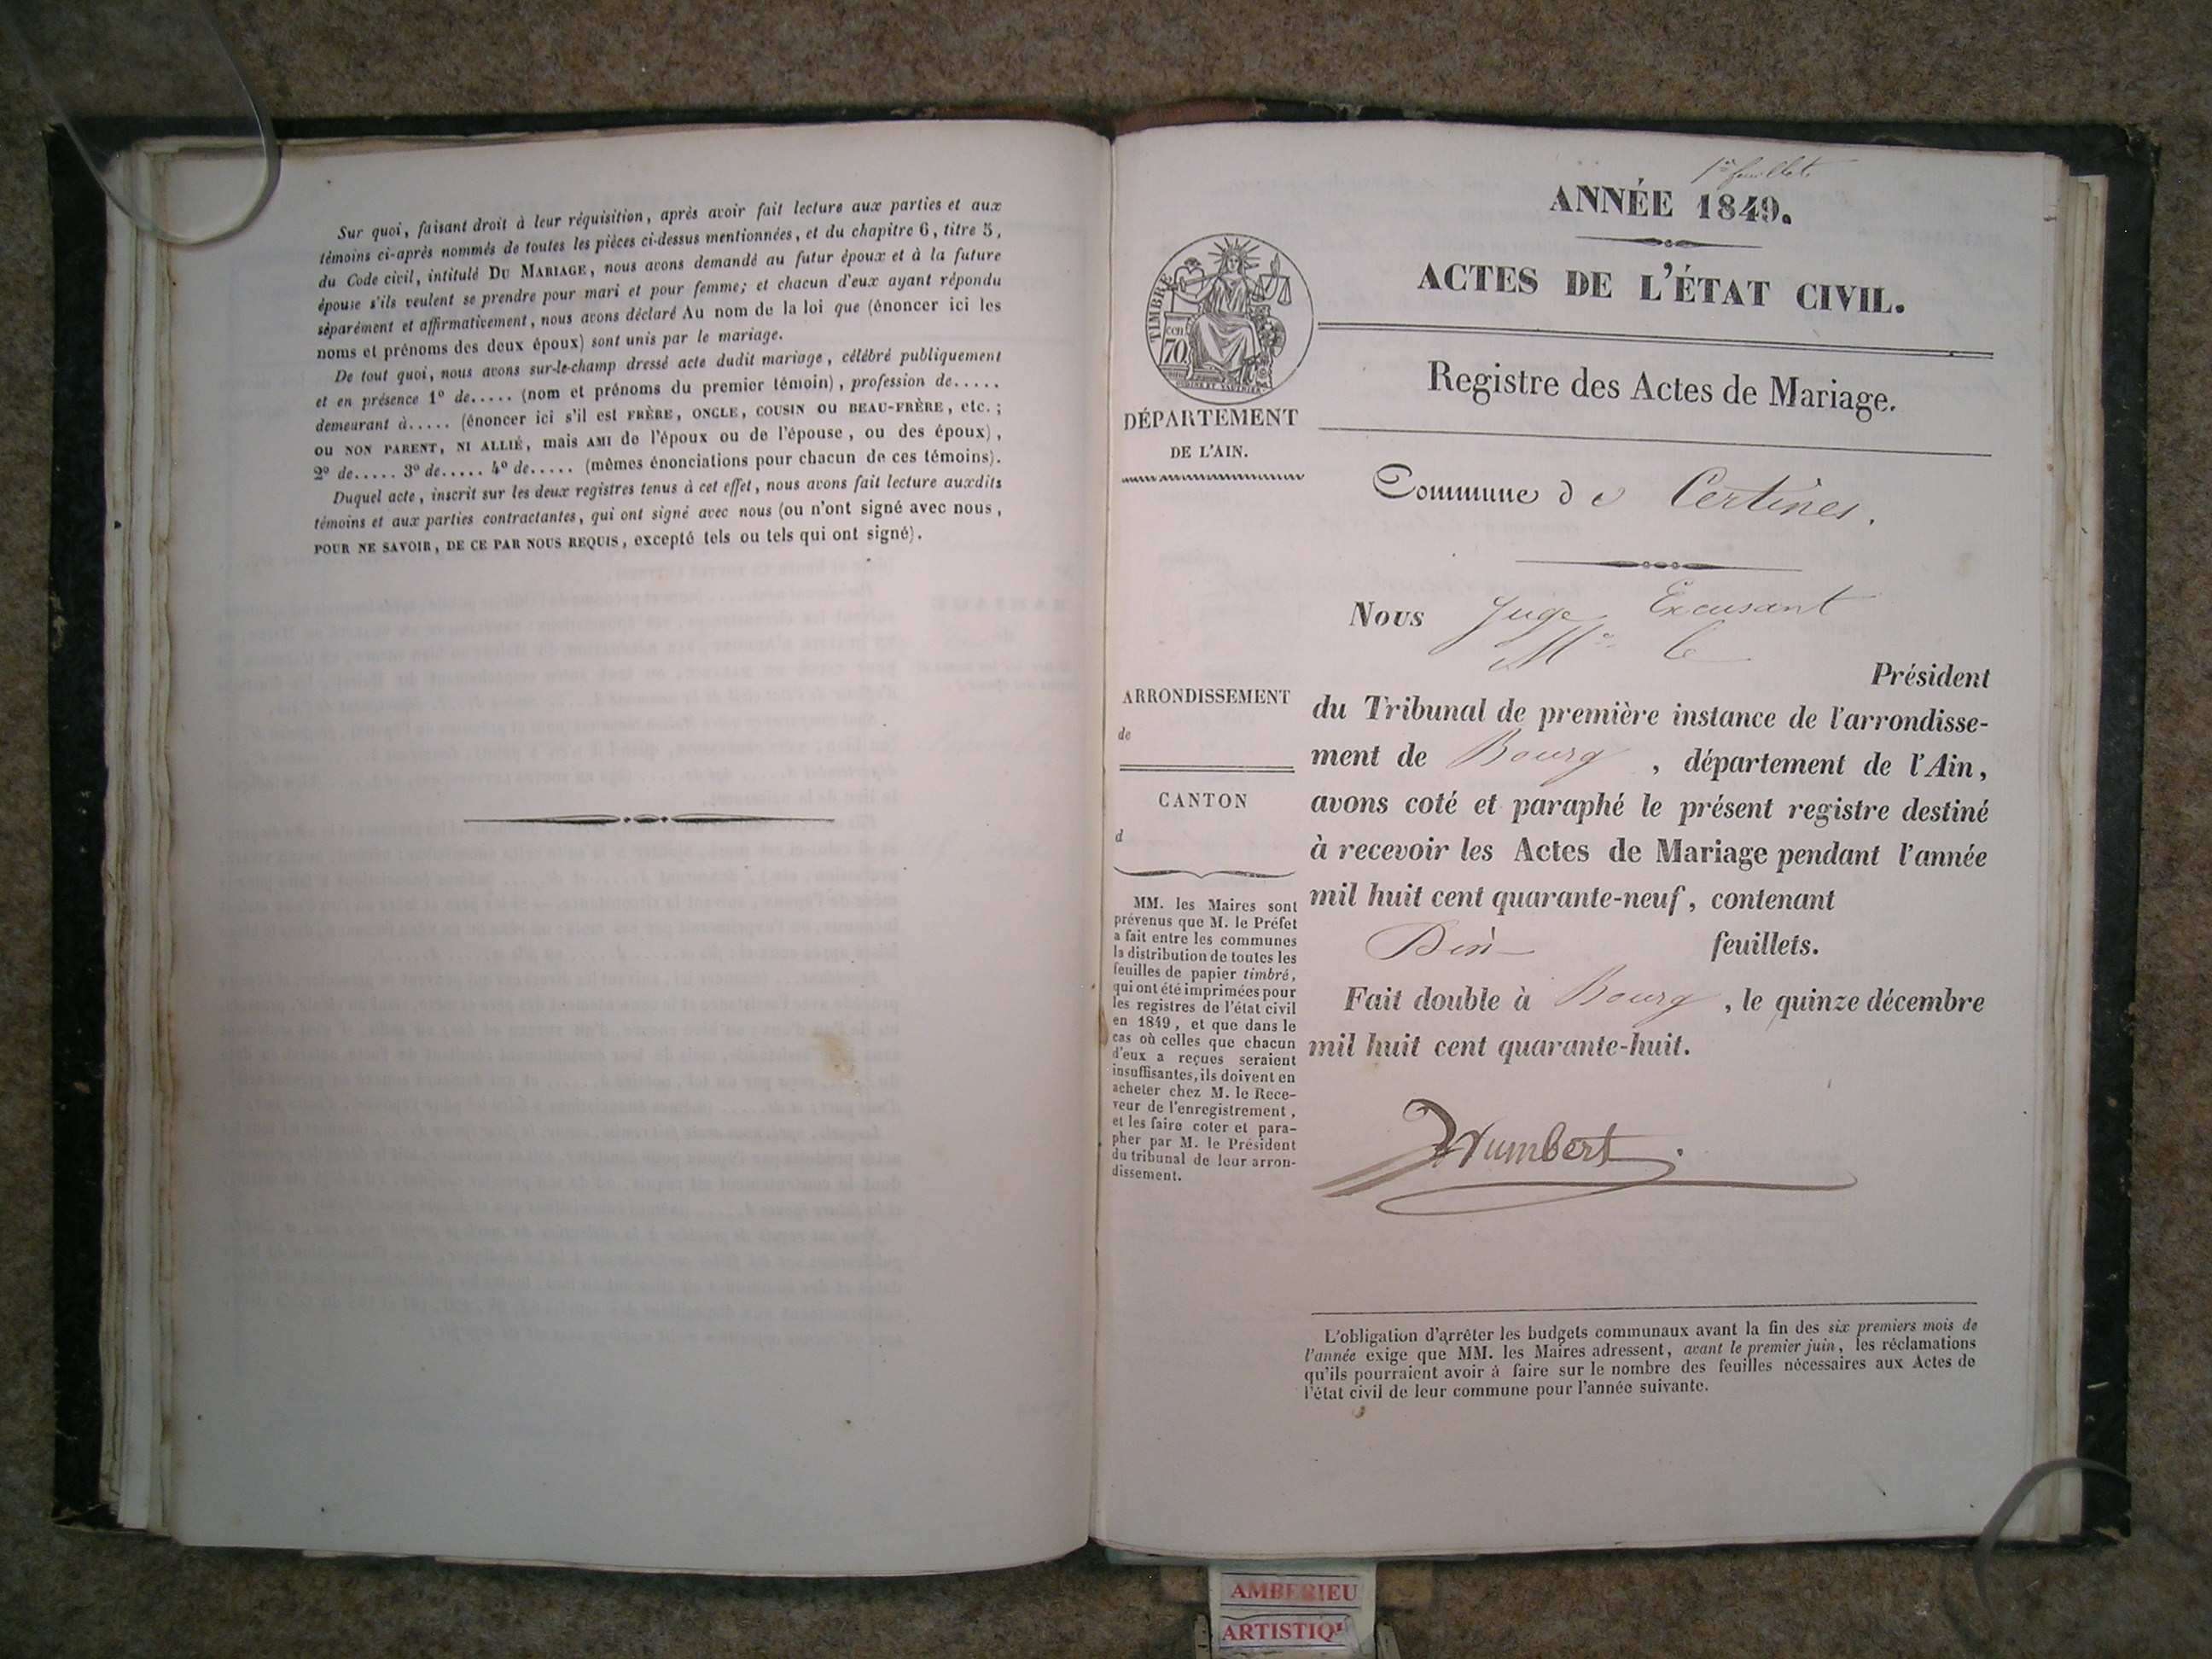 Sur quoi, faisant droit à leur réquisition, après avoir fait lecture aux parties et aux
témoins ci-après nommés de toutes les pièces ci-dessus mentionnées, et du chapitre 6, titre 5,
du Code civil, intitulé DU MARIAGE, nous avons demandé au futur époux et à la future
épouse s'ils veulent se prendre pour mari et pour femme; et chacun d'eux ayant répondu
séparément et affirmativement, nous avons déclaré Au nom de la loi que (énoncer ici les
noms et prénoms des deux époux) sont unis par le mariage.
De tout quoi, nous avons sur-le-champ dressé acte dudit mariage, célébré publiquement
et en présence 1º de..... (nom et prénoms du premier témoin), profession de.....
demeurant à..... (énoncer ici s'il est FRÈRE, ONCLE, COUSIN OU BEAU-FRÈRE, etc.;
OU NON PARENT, NI ALLIÉ, mais AMI de l'époux ou de l'épouse, ou des époux),
2º de..... 3º de..... 4º de..... (mêmes énonciations pour chacun de ces témoins).
Duquel acte, inscrit sur les deux registres tenus à cet effet, nous avons fait lecture auxdits
témoins et aux parties contractantes, qui ont signé avec nous (ou n'ont signé avec nous,
POUR NE SAVOIR, DE CE PAR NOUS REQUIS, excepté tels ou tels qui ont signé).
1er feuillet
ANNÉE 1849.
ACTES DE L'ÉTAT CIVIL.
TIMBRE
CEN
70
Registre des Actes de Mariage.
DÉPARTEMENT
DE L'AIN.
Commune de Certines.
Nous Juge Excusant
Mr le
Président
du Tribunal de première instance de l'arrondisse-
ment de Bourg, département de l'Ain,
avons coté et paraphé le présent registre destiné
à recevoir les Actes de Mariage pendant l'année
mil huit cent quarante-neuf, contenant
feuillets.
Fait double à Bourg, le quinze décembre
mil huit cent quarante-huit.
Humbert
ARRONDISSEMENT
de
CANTON
d
MM. les Maires sont
prévenus que M. le Préfet
a fait entre les communes
la distribution de toutes les
feuilles de papier timbré,
qui ont été imprimées pour
les registres de l'état civil
en 1849, et que dans le
cas où celles que chacun
d'eux a reçues seraient
insuffisantes, ils doivent en
acheter chez M. le Rece-
veur de l'enregistrement,
et les faire coter et para-
pher par M. le Président
du tribunal de leur arron-
dissement.
L'obligation d'arrêter les budgets communaux avant la fin des six premiers mois de
l'année exige que MM. les Maires adressent, avant le premier juin, les réclamations
qu'ils pourraient avoir à faire sur le nombre des feuilles nécessaires aux Actes de
l'état civil de leur commune pour l'année suivante.
AMBERIEU
ARTISTIQ